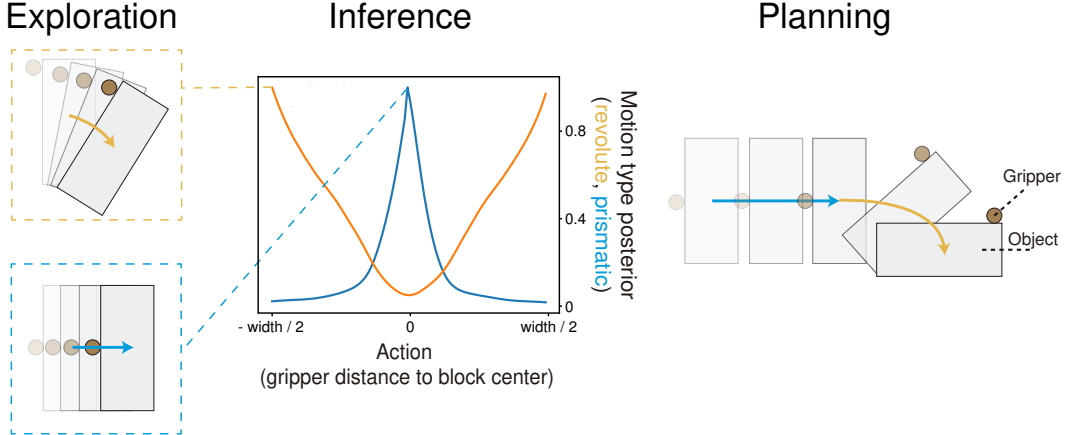 Exploration
Inference
Planning
0.8
0.4
0
Motion type posterior
(revolute, prismatic)
- width / 2
0
width / 2
Action
(gripper distance to block center)
Gripper
Object